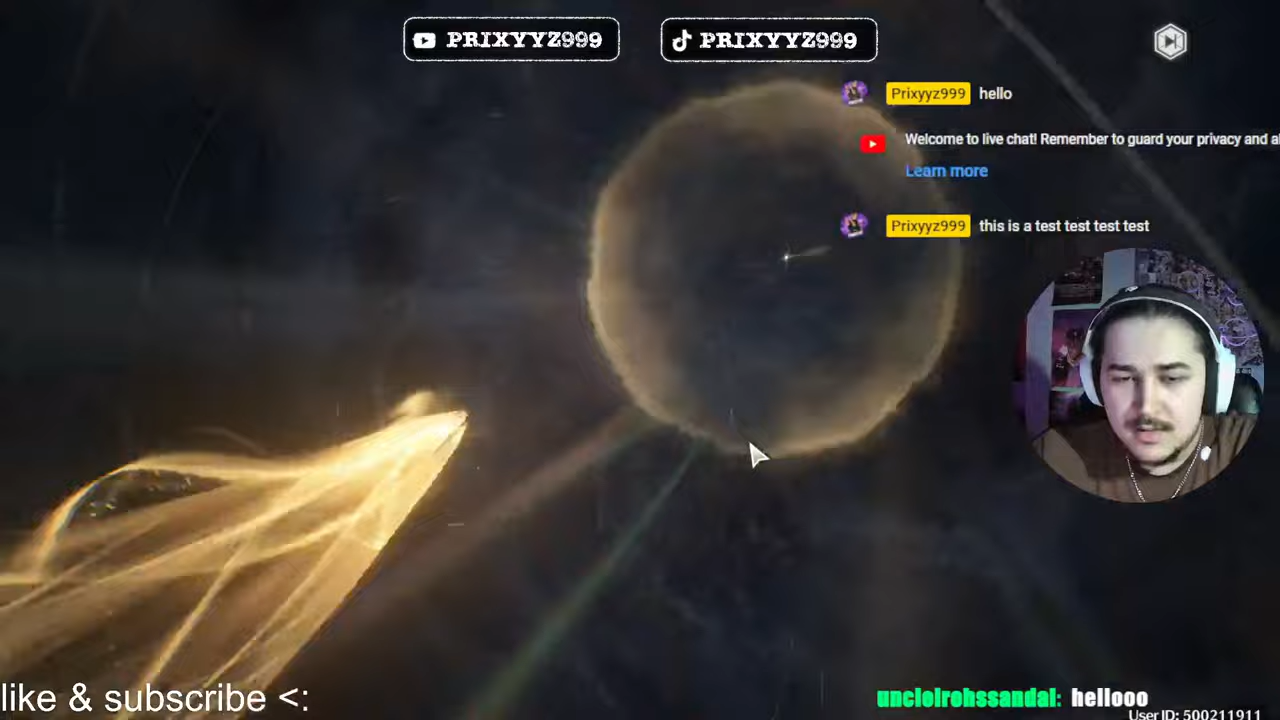 PRIXYYZ999
PRIXYYZ999
Prixyyz999 hello
Welcome to live chat! Remember to guard your privacy and
Learn more
Prixyyz999 this is a test test test test
like & subscribe <:
unclolrohssandal: hellooo
User ID: 500211911